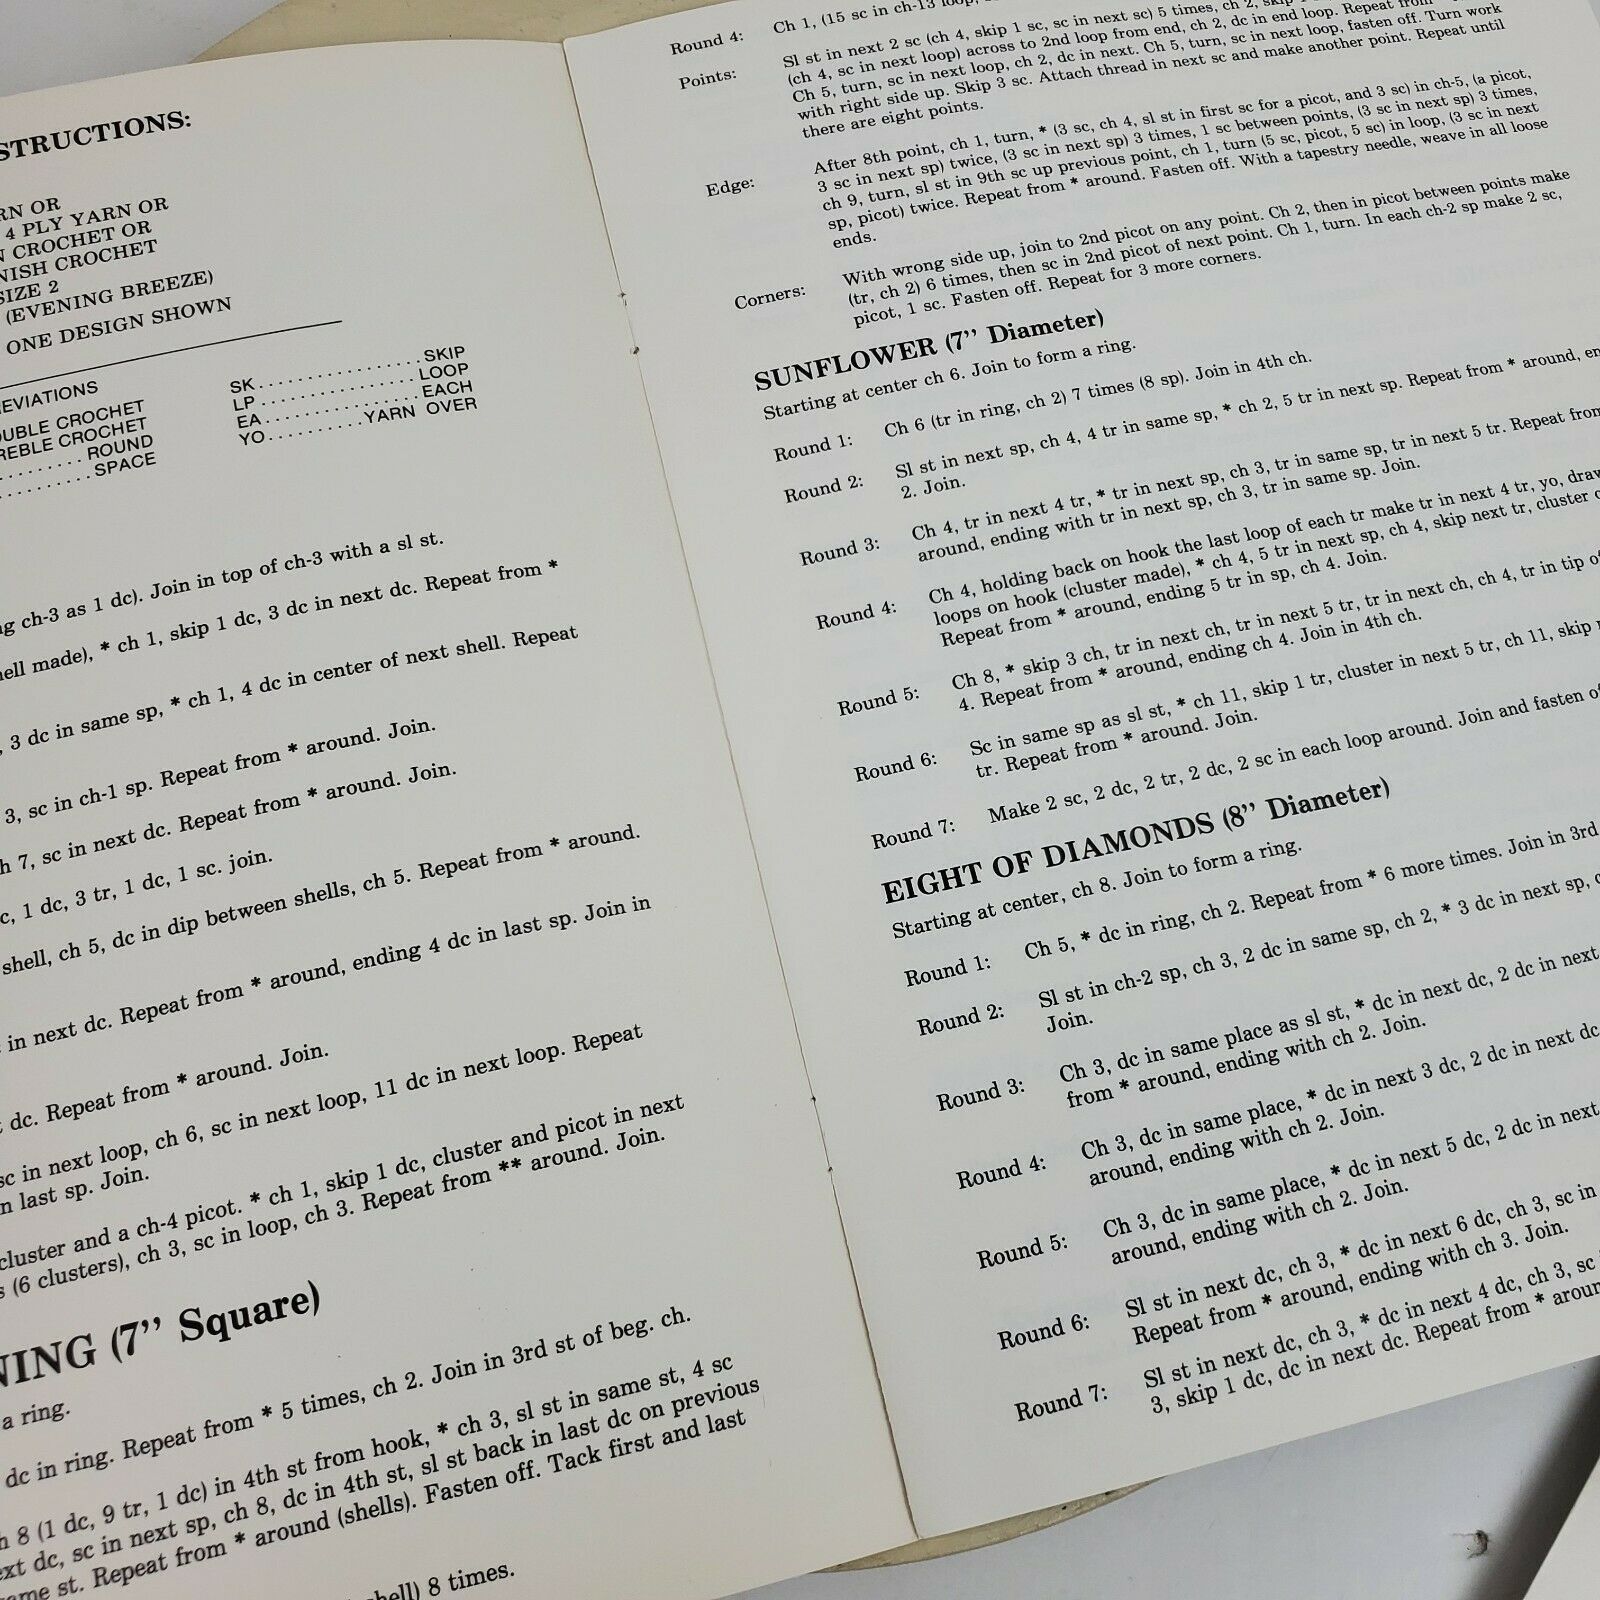 STRUCTIONS:
RN OR
4 PLY YARN OR
N CROCHET OR
NISH CROCHET
SIZE 2
(EVENING BREEZE)
ONE DESIGN SHOWN
EVIATIONS
OUBLE CROCHET
REBLE CROCHET
..........ROUND
..........SPACE
SK................SKIP
LP...............LOOP
EA...............EACH
YO..........YARN OVER
ng ch-3 as 1 dc). Join in top of ch-3 with a sl st.
hell made), * ch 1, skip 1 dc, 3 dc in next dc. Repeat from *
, 3 dc in same sp, * ch 1, 4 dc in center of next shell. Repeat
3, sc in ch-1 sp. Repeat from * around. Join.
h 7, sc in next dc. Repeat from * around. Join.
c, 1 dc, 3 tr, 1 dc, 1 sc. join.
shell, ch 5, dc in dip between shells, ch 5. Repeat from * around.
in next dc. Repeat from * around, ending 4 dc in last sp. Join in
t dc. Repeat from * around. Join.
sc in next loop, ch 6, sc in next loop, 11 dc in next loop. Repeat
n last sp. Join.
cluster and a ch-4 picot. * ch 1, skip 1 dc, cluster and picot in next
s (6 clusters), ch 3, sc in loop, ch 3. Repeat from ** around. Join.
NING (7" Square)
a ring.
dc in ring. Repeat from * 5 times, ch 2. Join in 3rd st of beg. ch.
h 8 (1 dc, 9 tr, 1 dc) in 4th st from hook, * ch 3, sl st in same st, 4 sc
ext dc, sc in next sp, ch 8, dc in 4th st, sl st back in last dc on previous
ame st. Repeat from * around (shells). Fasten off. Tack first and last
hell) 8 times.
Round 4: Ch 1, (15 sc in ch-13 loop,
Points: Sl st in next 2 sc (ch 4, skip 1 sc, sc in next sc) 5 times, ch 2, skip
(ch 4, sc in next loop) across to 2nd loop from end, ch 2, dc in end loop. Repeat from
Ch 5, turn, sc in next loop, ch 2, dc in next. Ch 5, turn, sc in next loop, fasten off. Turn work
with right side up. Skip 3 sc. Attach thread in next sc and make another point. Repeat until
there are eight points.
Edge: After 8th point, ch 1, turn, * (3 sc, ch 4, sl st in first sc for a picot, and 3 sc) in ch-5, (a picot,
3 sc in next sp) twice, (3 sc in next sp) 3 times, 1 sc between points, (3 sc in next sp) 3 times,
ch 9, turn, sl st in 9th sc up previous point, ch 1, turn (5 sc, picot, 5 sc) in loop, (3 sc in next
sp, picot) twice. Repeat from * around. Fasten off. With a tapestry needle, weave in all loose
ends.
Corners: With wrong side up, join to 2nd picot on any point. Ch 2, then in picot between points make
(tr, ch 2) 6 times, then sc in 2nd picot of next point. Ch 1, turn. In each ch-2 sp make 2 sc,
picot, 1 sc. Fasten off. Repeat for 3 more corners.
SUNFLOWER (7" Diameter)
Starting at center ch 6. Join to form a ring.
Round 1: Ch 6 (tr in ring, ch 2) 7 times (8 sp). Join in 4th ch.
Round 2: Sl st in next sp, ch 4, 4 tr in same sp, * ch 2, 5 tr in next sp. Repeat from * around, en
2. Join.
Round 3: Ch 4, tr in next 4 tr, * tr in next sp, ch 3, tr in same sp, tr in next 5 tr. Repeat from
around, ending with tr in next sp, ch 3, tr in same sp. Join.
Round 4: Ch 4, holding back on hook the last loop of each tr make tr in next 4 tr, yo, draw
loops on hook (cluster made), * ch 4, 5 tr in next sp, ch 4, skip next tr, cluster o
Repeat from * around, ending 5 tr in sp, ch 4. Join.
Round 5: Ch 8, * skip 3 ch, tr in next ch, tr in next 5 tr, tr in next ch, ch 4, tr in tip of
4. Repeat from * around, ending ch 4. Join in 4th ch.
Round 6: Sc in same sp as sl st, * ch 11, skip 1 tr, cluster in next 5 tr, ch 11, skip
tr. Repeat from * around. Join.
Round 7: Make 2 sc, 2 dc, 2 tr, 2 dc, 2 sc in each loop around. Join and fasten of
EIGHT OF DIAMONDS (8" Diameter)
Starting at center, ch 8. Join to form a ring.
Round 1: Ch 5, * dc in ring, ch 2. Repeat from * 6 more times. Join in 3rd
Round 2: Sl st in ch-2 sp, ch 3, 2 dc in same sp, ch 2, * 3 dc in next sp, c
Join.
Round 3: Ch 3, dc in same place as sl st, * dc in next dc, 2 dc in next
from * around, ending with ch 2. Join.
Round 4: Ch 3, dc in same place, * dc in next 3 dc, 2 dc in next dc
around, ending with ch 2. Join.
Round 5: Ch 3, dc in same place, * dc in next 5 dc, 2 dc in next
around, ending with ch 2. Join.
Round 6: Sl st in next dc, ch 3, * dc in next 6 dc, ch 3, sc in
Repeat from * around, ending with ch 3. Join.
Round 7: Sl st in next dc, ch 3, * dc in next 4 dc, ch 3, sc
3, skip 1 dc, dc in next dc. Repeat from * aroun